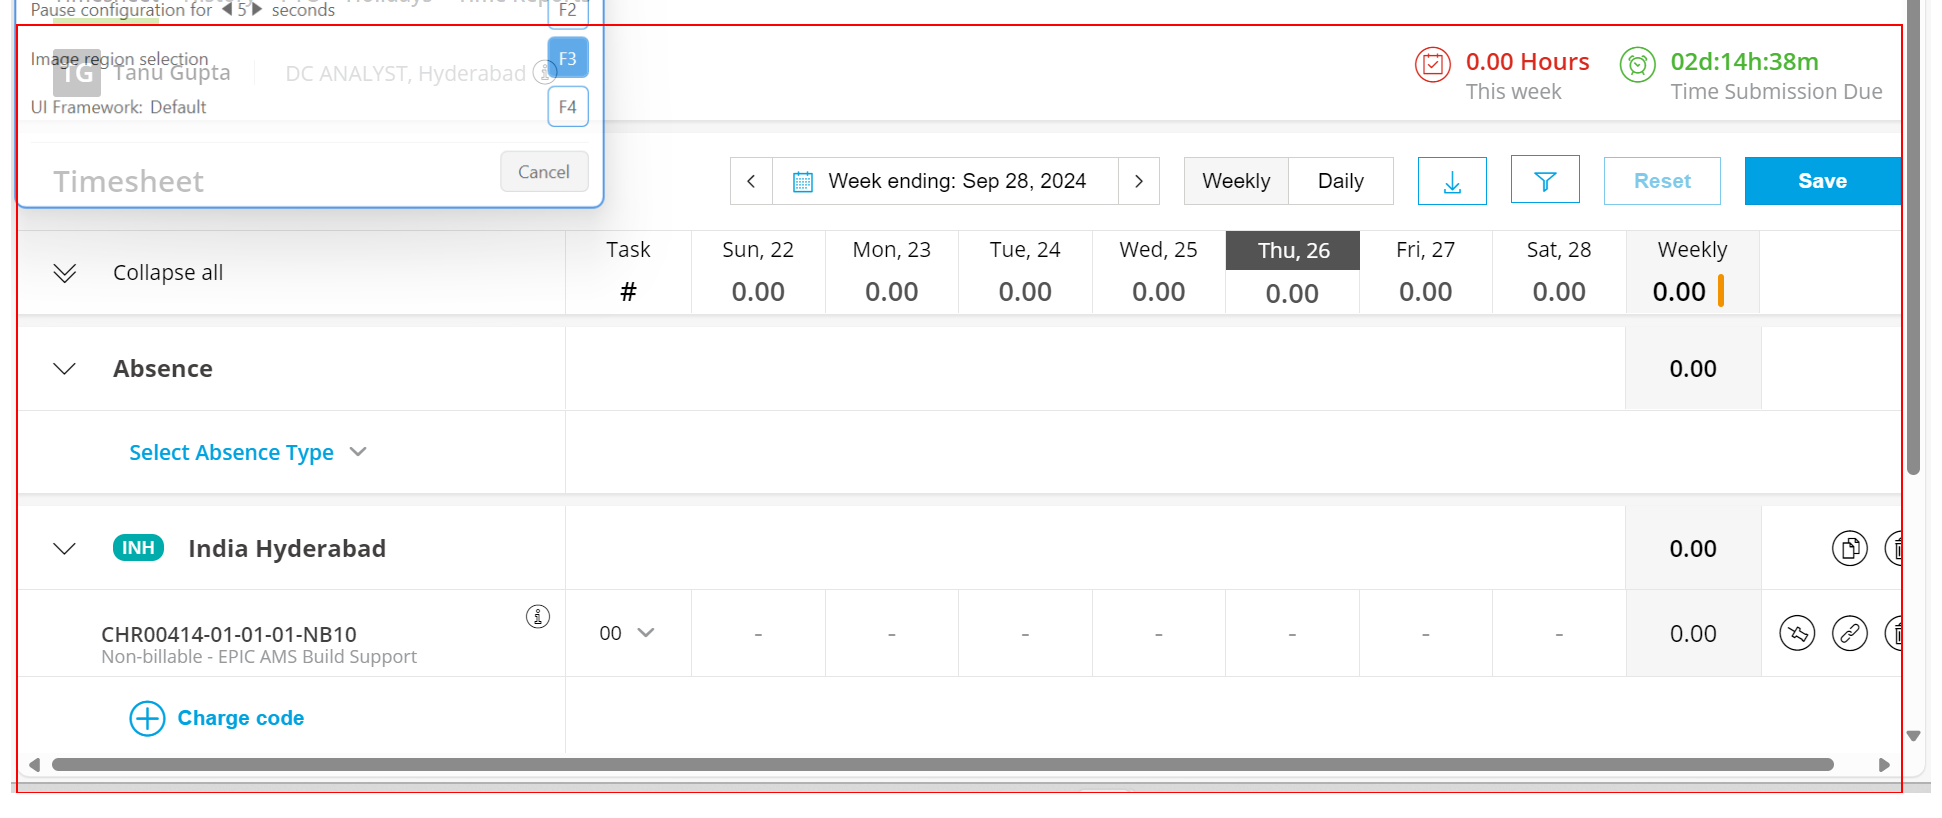 Pause configuration for 5 seconds
F2
Image region selection
F3
TG
Tanu Gupta
DC ANALYST, Hyderabad
UI Framework: Default
F4
Cancel
0.00 Hours
This week
02d:14h:38m
Time Submission Due
Timesheet
Week ending: Sep 28, 2024
Weekly
Daily
Reset
Save
Collapse all
Task
#
Sun, 22
Mon, 23
Tue, 24
Wed, 25
Thu, 26
Fri, 27
Sat, 28
Weekly
0.00
0.00
0.00
0.00
0.00
0.00
0.00
0.00
Absence
0.00
Select Absence Type
INH
India Hyderabad
0.00
CHR00414-01-01-01-NB10
Non-billable - EPIC AMS Build Support
00
-
-
-
-
-
-
-
0.00
Charge code